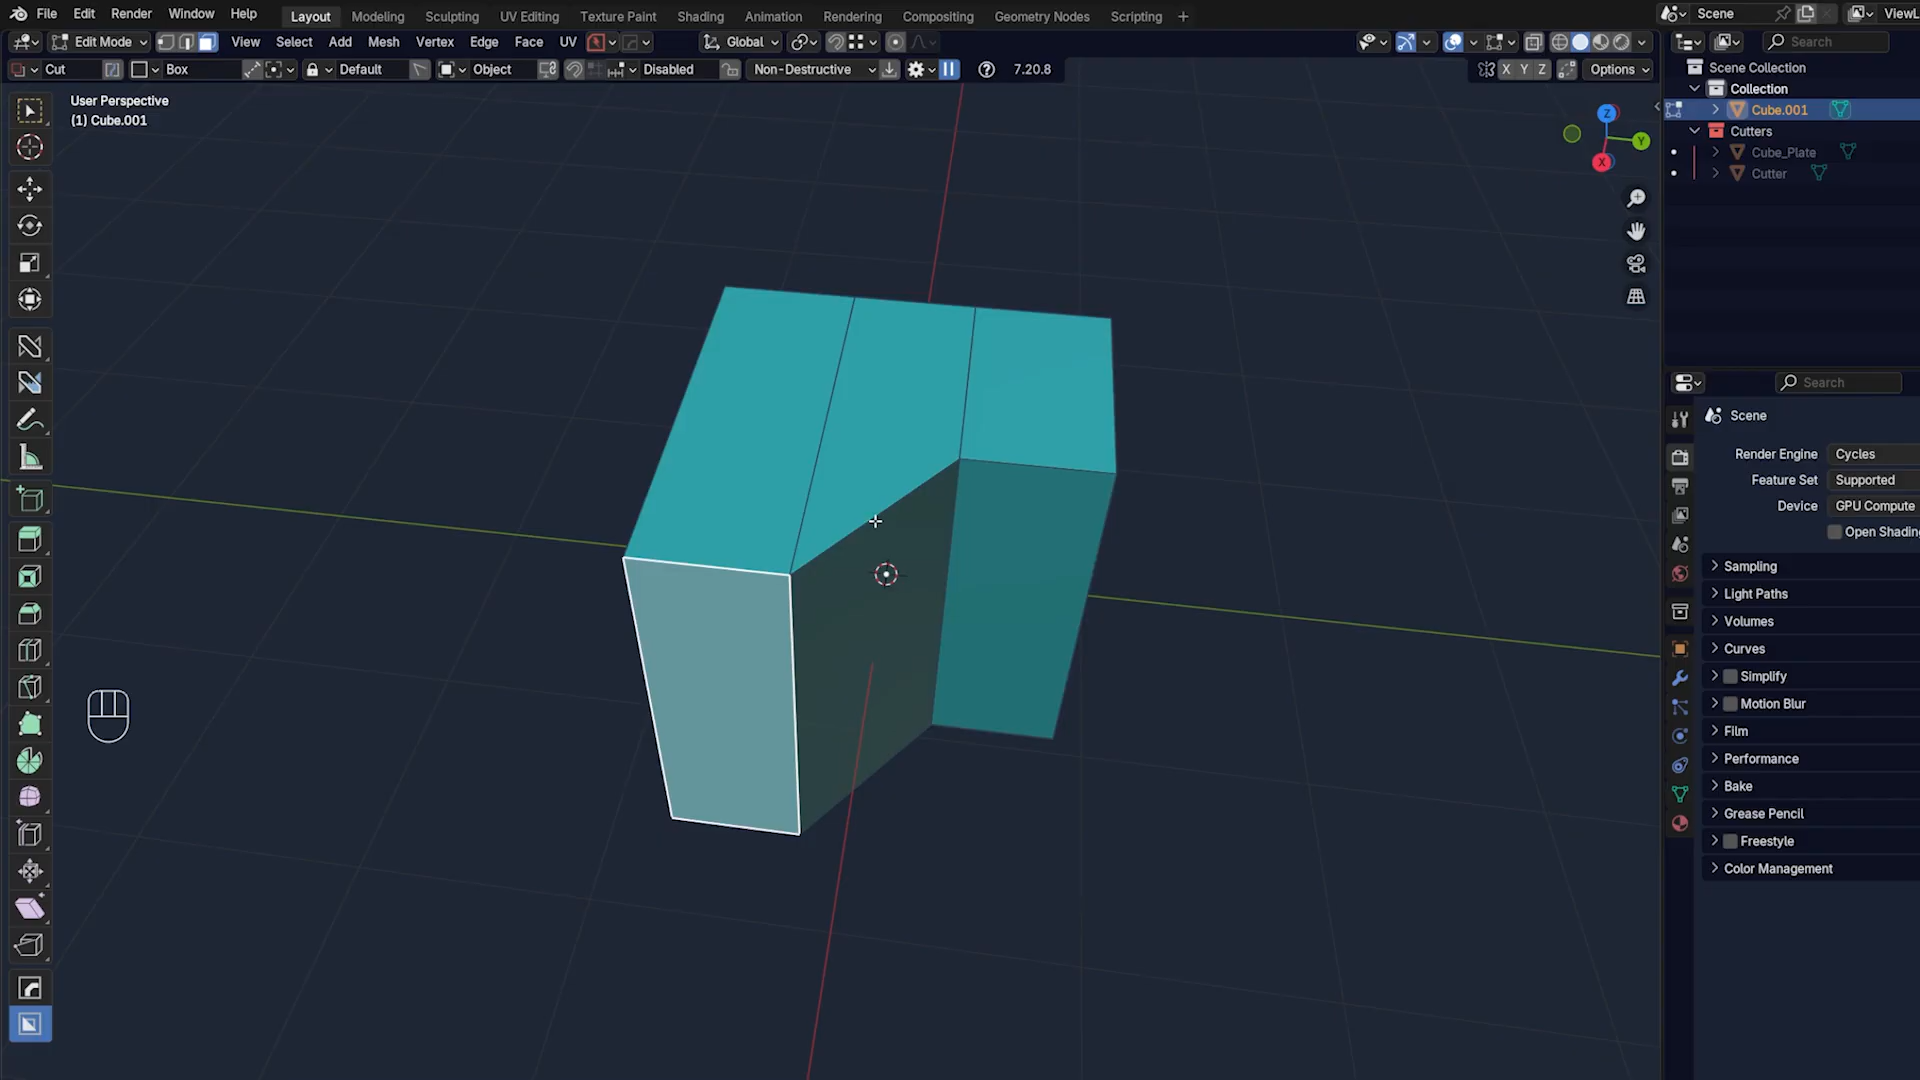 File Edit Render Window Help Layout Modeling Sculpting UV Editing Texture Paint Shading Animation Rendering Compositing Geometry Nodes Scripting + Scene ViewL
Edit Mode View Select Add Mesh Vertex Edge Face UV Global Search
Cut Box Default Object Disabled Non-Destructive 7.20.8 X Y Z Options Scene Collection
Collection
User Perspective
(1) Cube.001
Cube.001
Cutters
Cube_Plate
Cutter
Z
Y
X
Search
Scene
Render Engine Cycles
Feature Set Supported
Device GPU Compute
Open Shading
Sampling
Light Paths
Volumes
Curves
Simplify
Motion Blur
Film
Performance
Bake
Grease Pencil
Freestyle
Color Management